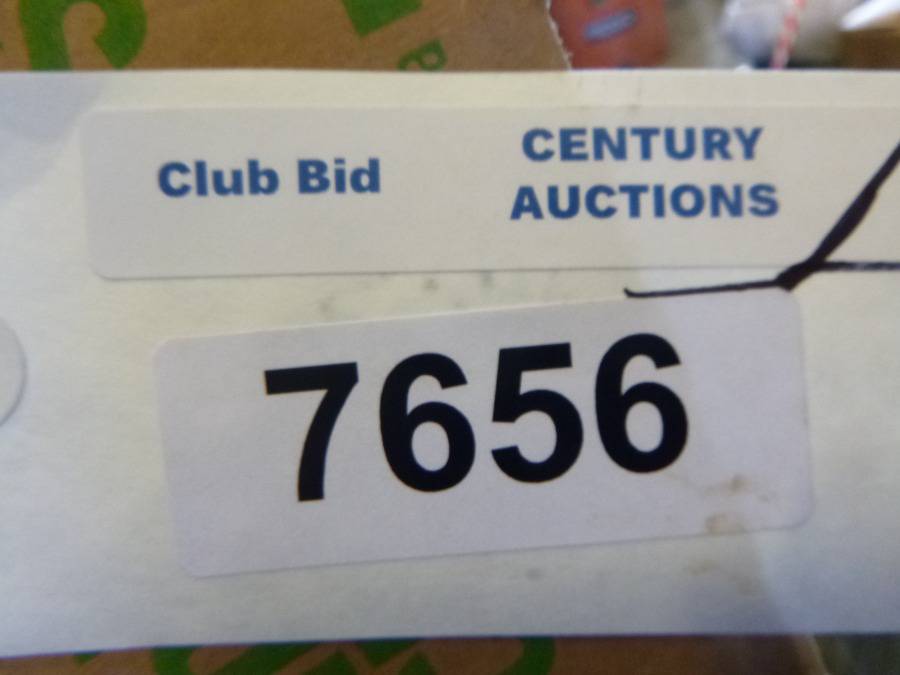 Club Bid
CENTURY
AUCTIONS
7656